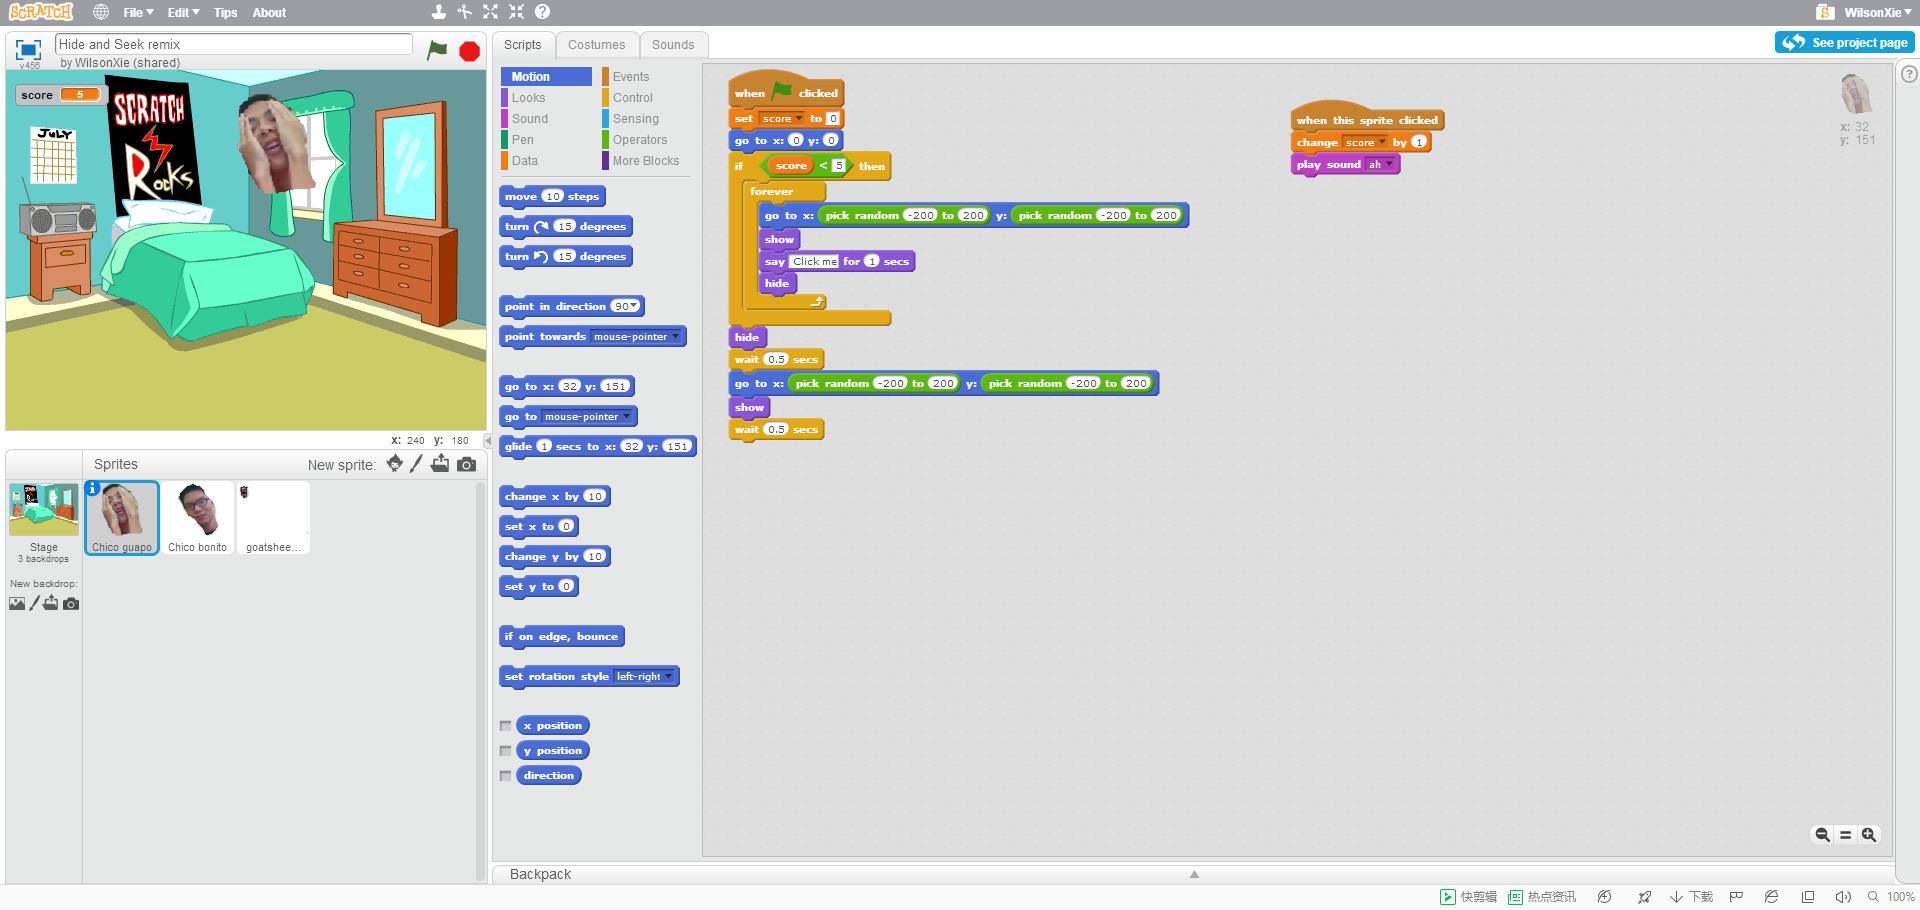 SCRATCH File Edit Tips About WilsonXie
Hide and Seek remix
by WilsonXie (shared)
v456
Scripts Costumes Sounds
See project page
score 5
JULY
SCRATCH
Rocks
x: 240 y: 180
Sprites New sprite:
Stage
3 backdrops
New backdrop:
Chico guapo Chico bonito goatshee...
Motion Events
Looks Control
Sound Sensing
Pen Operators
Data More Blocks
move 10 steps
turn 15 degrees
turn 15 degrees
point in direction 90
point towards mouse-pointer
go to x: 32 y: 151
go to mouse-pointer
glide 1 secs to x: 32 y: 151
change x by 10
set x to 0
change y by 10
set y to 0
if on edge, bounce
set rotation style left-right
x position
y position
direction
when clicked
set score to 0
go to x: 0 y: 0
if score < 5 then
forever
go to x: pick random -200 to 200 y: pick random -200 to 200
show
say Click me for 1 secs
hide
hide
wait 0.5 secs
go to x: pick random -200 to 200 y: pick random -200 to 200
show
wait 0.5 secs
when this sprite clicked
change score by 1
play sound ah
x: 32
y: 151
Backpack
快剪辑 热点资讯 下载 100%